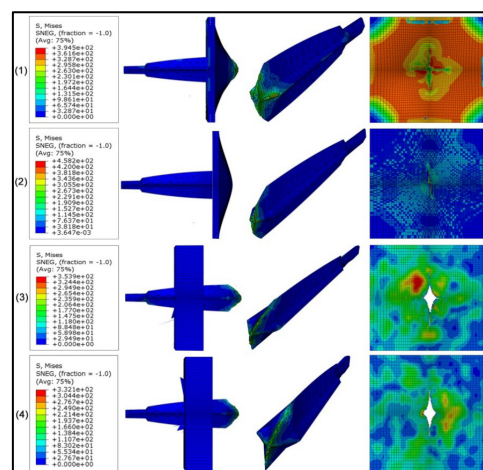 (1)
S, Mises
SNEG, (fraction = -1.0)
(Avg: 75%)
+3.945e+02
+3.616e+02
+3.287e+02
+2.958e+02
+2.630e+02
+2.301e+02
+1.972e+02
+1.644e+02
+1.315e+02
+9.861e+01
+6.574e+01
+3.287e+01
+0.000e+00
(2)
S, Mises
SNEG, (fraction = -1.0)
(Avg: 75%)
+4.582e+02
+4.200e+02
+3.818e+02
+3.436e+02
+3.055e+02
+2.673e+02
+2.291e+02
+1.909e+02
+1.527e+02
+1.145e+02
+7.637e+01
+3.818e+01
+3.647e-03
(3)
S, Mises
SNEG, (fraction = -1.0)
(Avg: 75%)
+3.539e+02
+3.244e+02
+2.949e+02
+2.654e+02
+2.359e+02
+2.064e+02
+1.770e+02
+1.475e+02
+1.180e+02
+8.848e+01
+5.898e+01
+2.949e+01
+0.000e+00
(4)
S, Mises
SNEG, (fraction = -1.0)
(Avg: 75%)
+3.321e+02
+3.044e+02
+2.767e+02
+2.490e+02
+2.214e+02
+1.937e+02
+1.660e+02
+1.384e+02
+1.107e+02
+8.302e+01
+5.534e+01
+2.767e+01
+0.000e+00